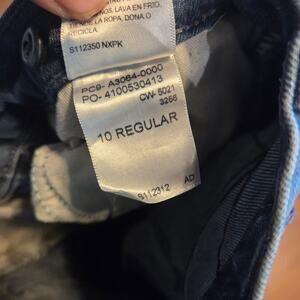 LAVA EN FRIO.
LA ROPA, DONA O
RECICLA.
S112350 NXPK
PC9- A3064-0000
PO- 4100530413
CW- 5021
3256
10 REGULAR
S112312 AD